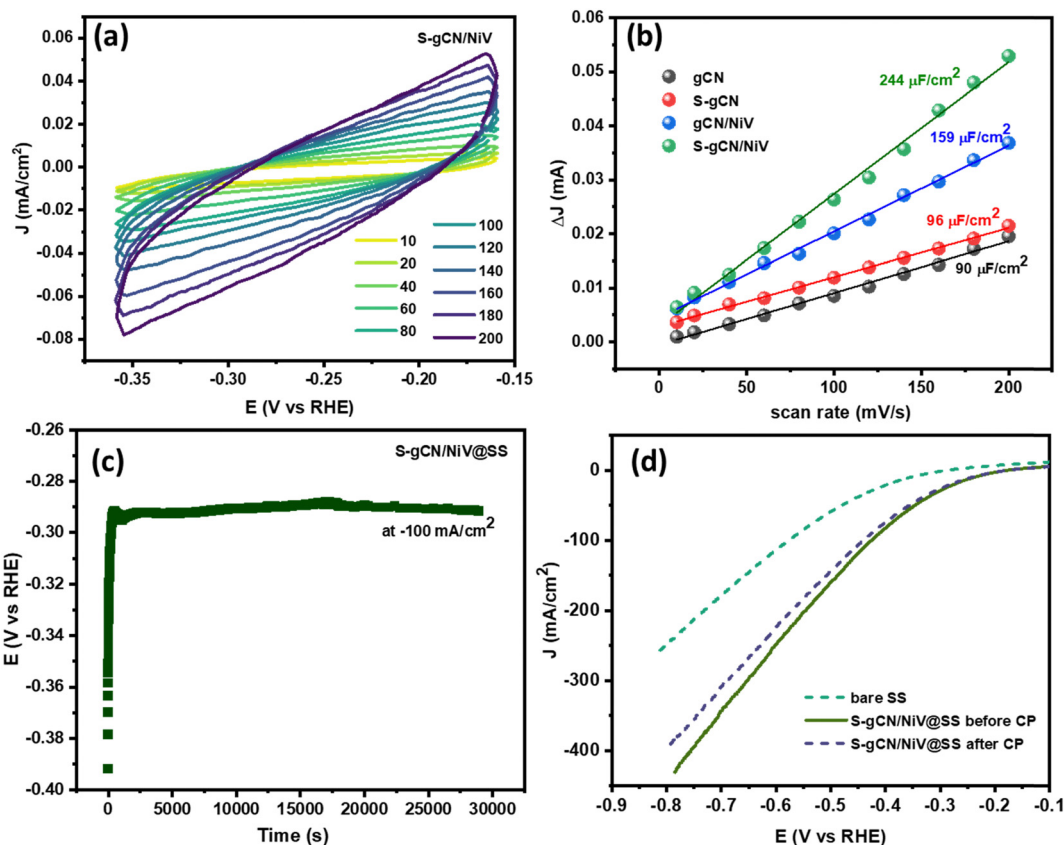 (a)
S-gCN/NiV
J (mA/cm²)
0.06
0.04
0.02
0.00
-0.02
-0.04
-0.06
-0.08
10
20
40
60
80
100
120
140
160
180
200
-0.35
-0.30
-0.25
-0.20
-0.15
E (V vs RHE)
(b)
ΔJ (mA)
0.06
0.05
0.04
0.03
0.02
0.01
0.00
gCN
S-gCN
gCN/NiV
S-gCN/NiV
244 μF/cm²
159 μF/cm²
96 μF/cm²
90 μF/cm²
0
50
100
150
200
scan rate (mV/s)
(c)
S-gCN/NiV@SS
at -100 mA/cm²
E (V vs RHE)
-0.26
-0.28
-0.30
-0.32
-0.34
-0.36
-0.38
-0.40
0
5000
10000
15000
20000
25000
30000
Time (s)
(d)
J (mA/cm²)
0
-100
-200
-300
-400
bare SS
S-gCN/NiV@SS before CP
S-gCN/NiV@SS after CP
-0.9
-0.8
-0.7
-0.6
-0.5
-0.4
-0.3
-0.2
-0.1
E (V vs RHE)